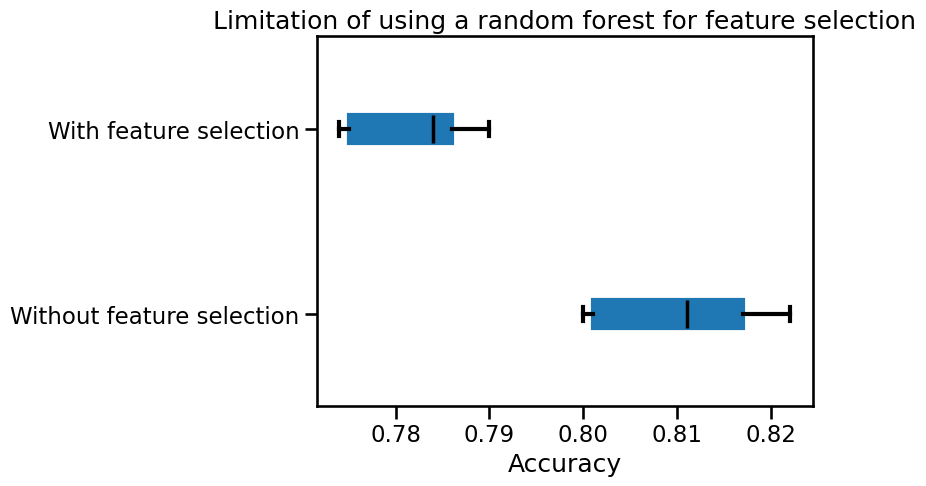 Limitation of using a random forest for feature selection
With feature selection
Without feature selection
0.78 0.79 0.80 0.81 0.82
Accuracy